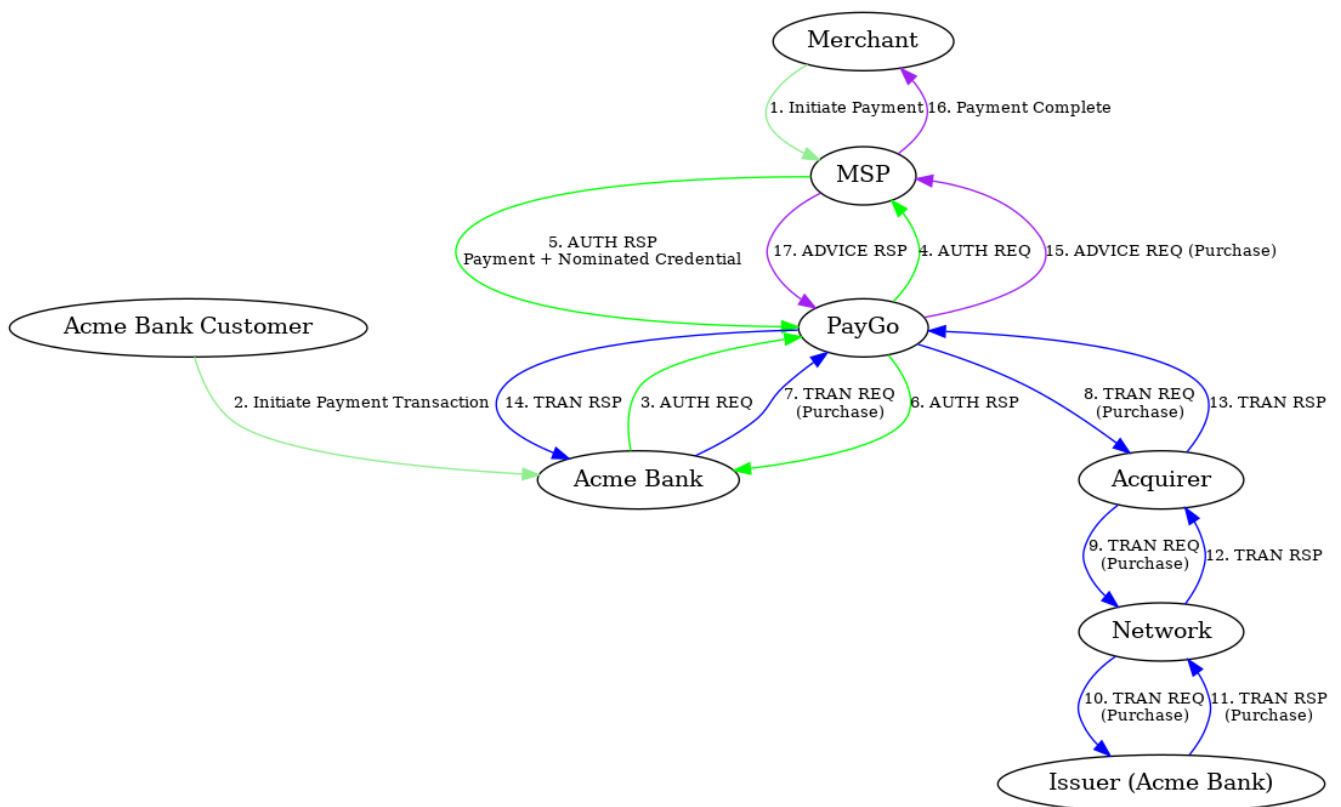 Merchant
1. Initiate Payment
16. Payment Complete
MSP
5. AUTH RSP
Payment + Nominated Credential
17. ADVICE RSP
4. AUTH REQ
15. ADVICE REQ (Purchase)
Acme Bank Customer
PayGo
2. Initiate Payment Transaction
14. TRAN RSP
3. AUTH REQ
7. TRAN REQ
(Purchase)
6. AUTH RSP
8. TRAN REQ
(Purchase)
13. TRAN RSP
Acme Bank
Acquirer
9. TRAN REQ
(Purchase)
12. TRAN RSP
Network
10. TRAN REQ
(Purchase)
11. TRAN RSP
(Purchase)
Issuer (Acme Bank)